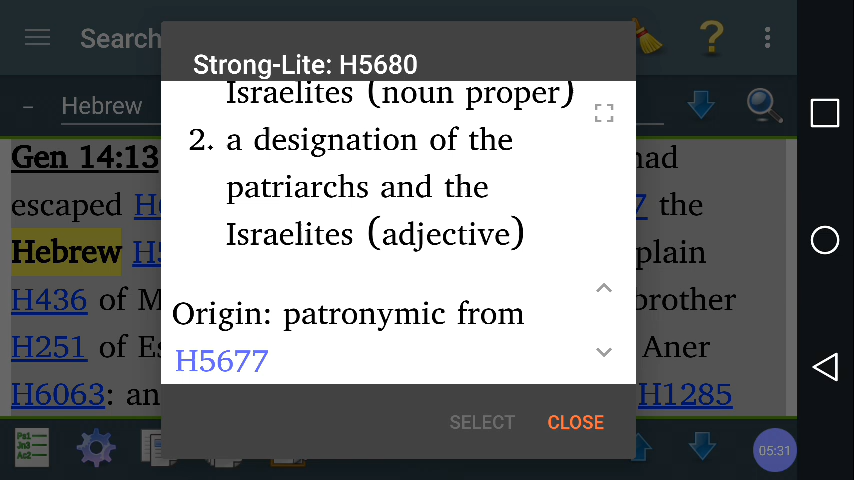 Search
Strong-Lite: H5680
Hebrew
Israelites (noun proper)
2. a designation of the
patriarchs and the
Israelites (adjective)
Origin: patronymic from
H5677
SELECT CLOSE
Gen 14:13 had
escaped the
Hebrew plain
H436 of brother
H251 of Aner
H6063: an H1285
05:31